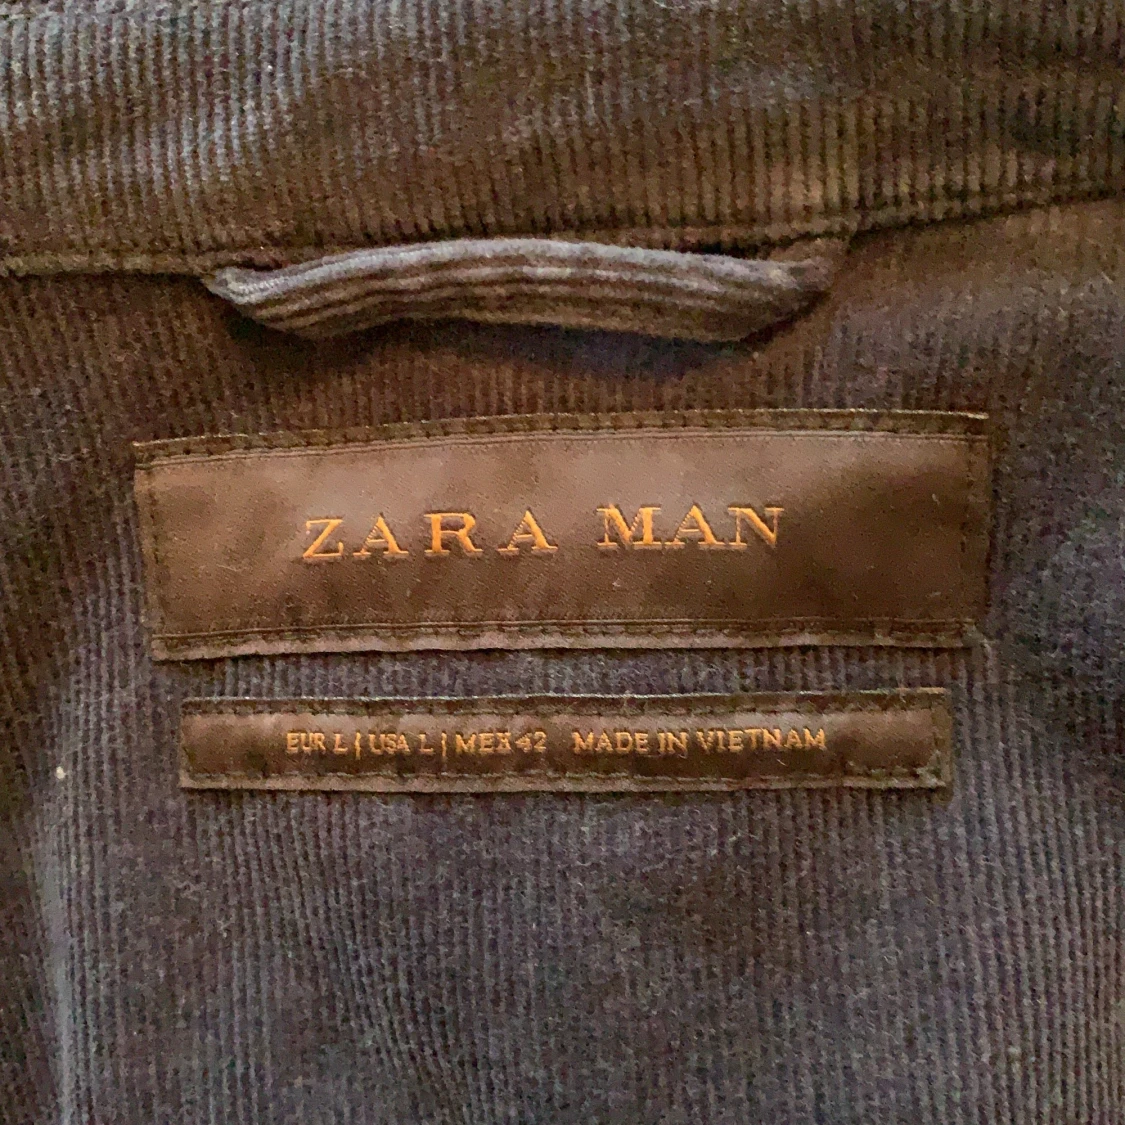 ZARA MAN
EUR L | USA L | MEX 42 MADE IN VIETNAM